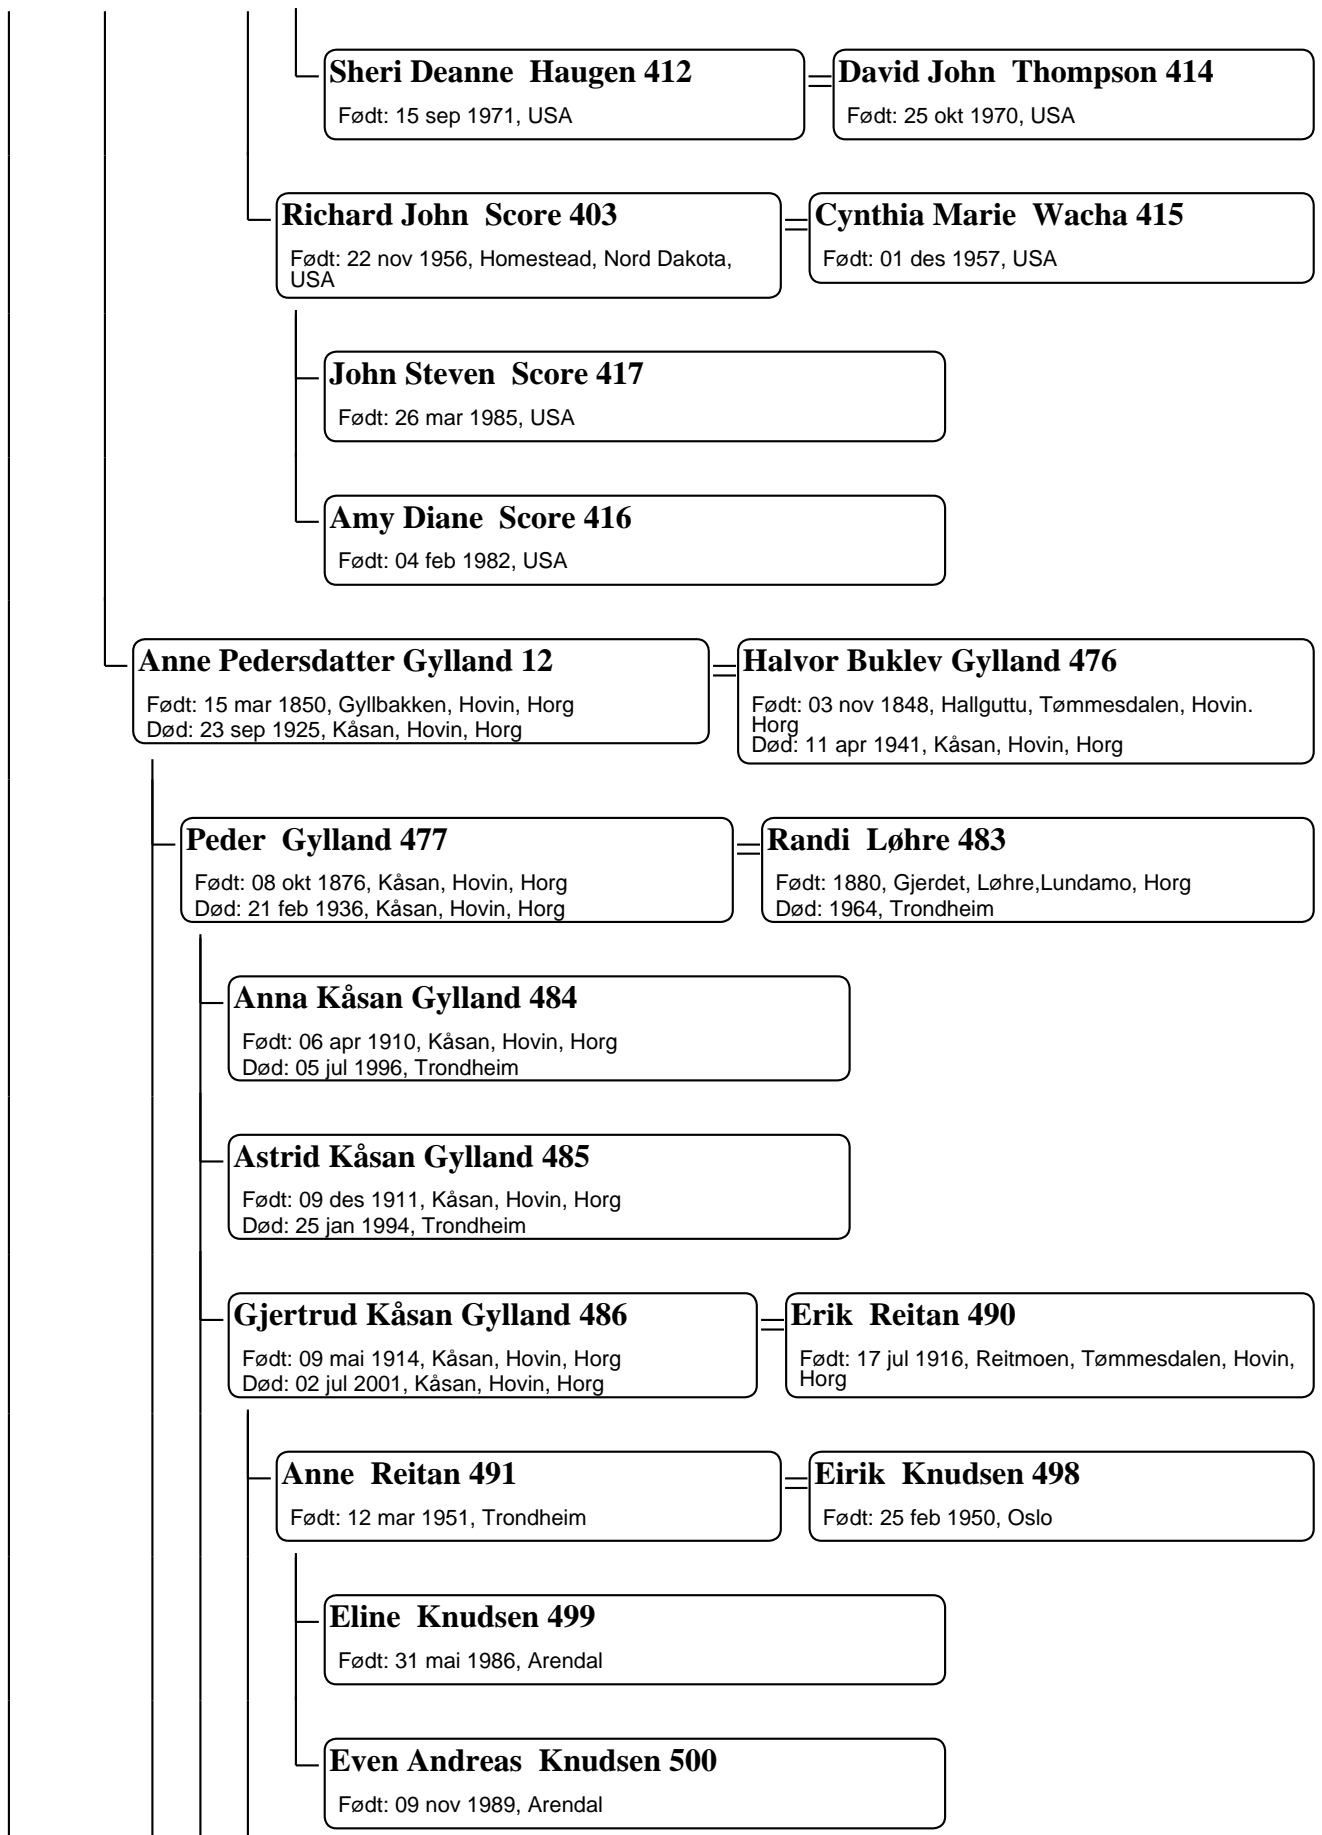 Sheri Deanne  Haugen 412
Født: 15 sep 1971, USA
David John  Thompson 414
Født: 25 okt 1970, USA
Richard John  Score 403
Født: 22 nov 1956, Homestead, Nord Dakota,
USA
Cynthia Marie  Wacha 415
Født: 01 des 1957, USA
John Steven  Score 417
Født: 26 mar 1985, USA
Amy Diane  Score 416
Født: 04 feb 1982, USA
Anne Pedersdatter Gylland 12
Født: 15 mar 1850, Gyllbakken, Hovin, Horg
Død: 23 sep 1925, Kåsan, Hovin, Horg
Halvor Buklev Gylland 476
Født: 03 nov 1848, Hallguttu, Tømmesdalen, Hovin.
Horg
Død: 11 apr 1941, Kåsan, Hovin, Horg
Peder  Gylland 477
Født: 08 okt 1876, Kåsan, Hovin, Horg
Død: 21 feb 1936, Kåsan, Hovin, Horg
Randi  Løhre 483
Født: 1880, Gjerdet, Løhre,Lundamo, Horg
Død: 1964, Trondheim
Anna Kåsan Gylland 484
Født: 06 apr 1910, Kåsan, Hovin, Horg
Død: 05 jul 1996, Trondheim
Astrid Kåsan Gylland 485
Født: 09 des 1911, Kåsan, Hovin, Horg
Død: 25 jan 1994, Trondheim
Gjertrud Kåsan Gylland 486
Født: 09 mai 1914, Kåsan, Hovin, Horg
Død: 02 jul 2001, Kåsan, Hovin, Horg
Erik  Reitan 490
Født: 17 jul 1916, Reitmoen, Tømmesdalen, Hovin,
Horg
Anne  Reitan 491
Født: 12 mar 1951, Trondheim
Eirik  Knudsen 498
Født: 25 feb 1950, Oslo
Eline  Knudsen 499
Født: 31 mai 1986, Arendal
Even Andreas  Knudsen 500
Født: 09 nov 1989, Arendal